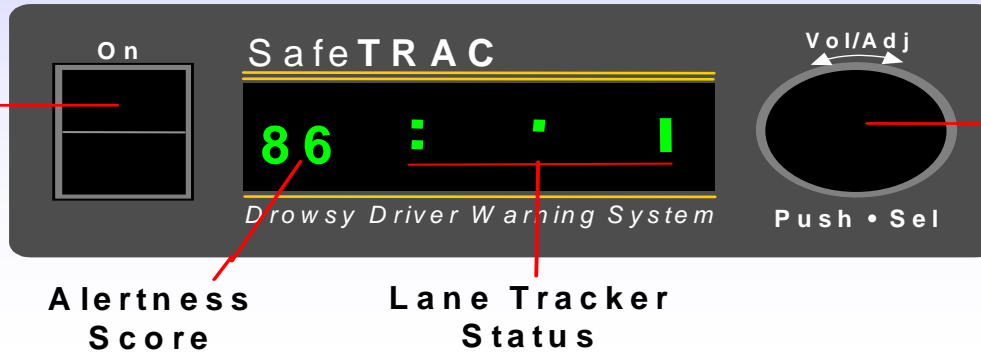 On
SafeTRAC
Vol/Adj
86
Drowsy Driver Warning System
Push • Sel
Alertness
Score
Lane Tracker
Status